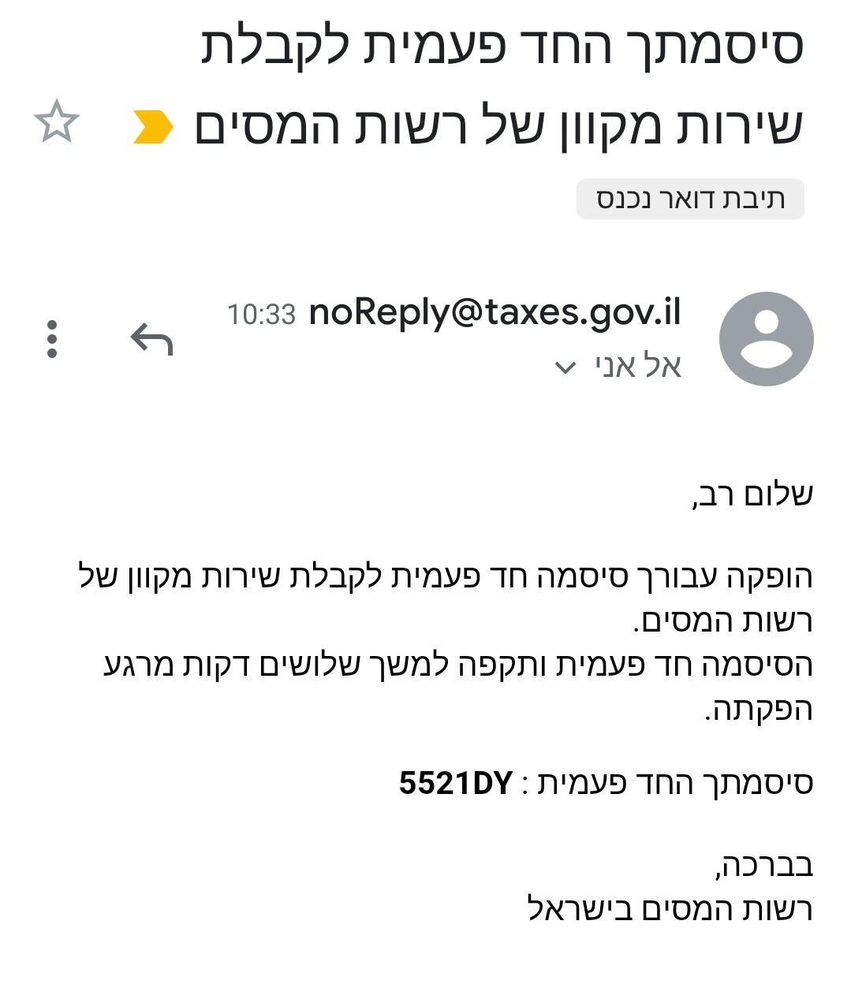 סיסמתך החד פעמית לקבלת
שירות מקוון של רשות המסים
תיבת דואר נכנס
noReply@taxes.gov.il 10:33
אל אני
שלום רב,
הופקה עבורך סיסמה חד פעמית לקבלת שירות מקוון של
רשות המסים.
הסיסמה חד פעמית ותקפה למשך שלושים דקות מרגע
הפקתה.
סיסמתך החד פעמית : 5521DY
בברכה,
רשות המסים בישראל